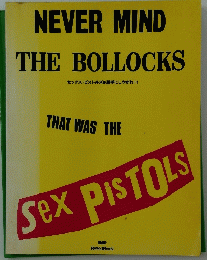 NEVER MIND
THE BOLLOCKS
THAT WAS THE
Sex PISTOLS